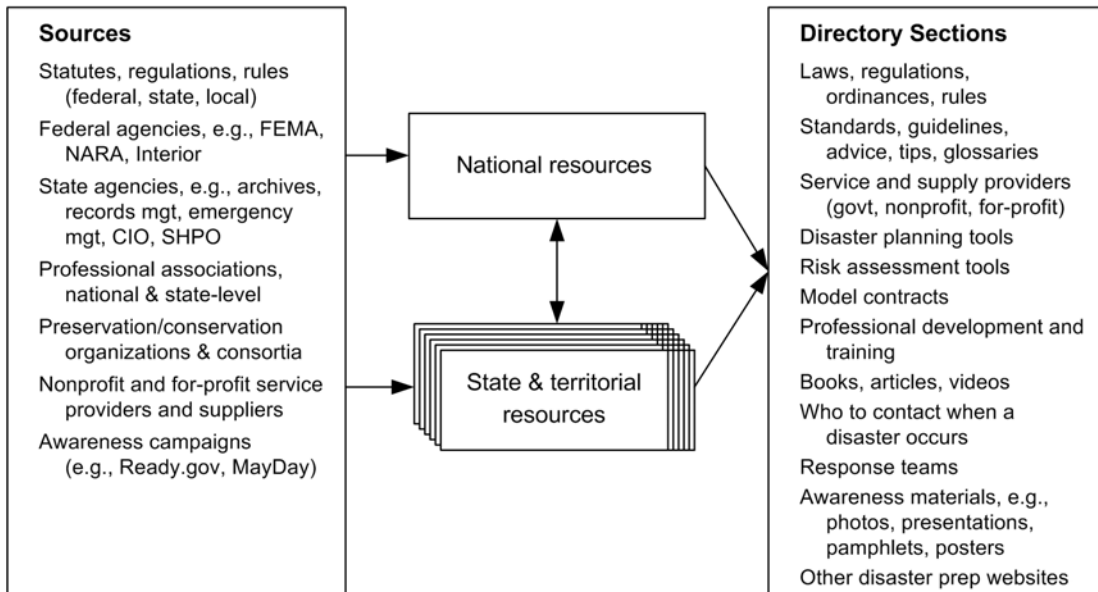 Sources
Statutes, regulations, rules
(federal, state, local)
Federal agencies, e.g., FEMA,
NARA, Interior
State agencies, e.g., archives,
records mgt, emergency
mgt, CIO, SHPO
Professional associations,
national & state-level
Preservation/conservation
organizations & consortia
Nonprofit and for-profit service
providers and suppliers
Awareness campaigns
(e.g., Ready.gov, MayDay)
National resources
State & territorial
resources
Directory Sections
Laws, regulations,
ordinances, rules
Standards, guidelines,
advice, tips, glossaries
Service and supply providers
(govt, nonprofit, for-profit)
Disaster planning tools
Risk assessment tools
Model contracts
Professional development and
training
Books, articles, videos
Who to contact when a
disaster occurs
Response teams
Awareness materials, e.g.,
photos, presentations,
pamphlets, posters
Other disaster prep websites